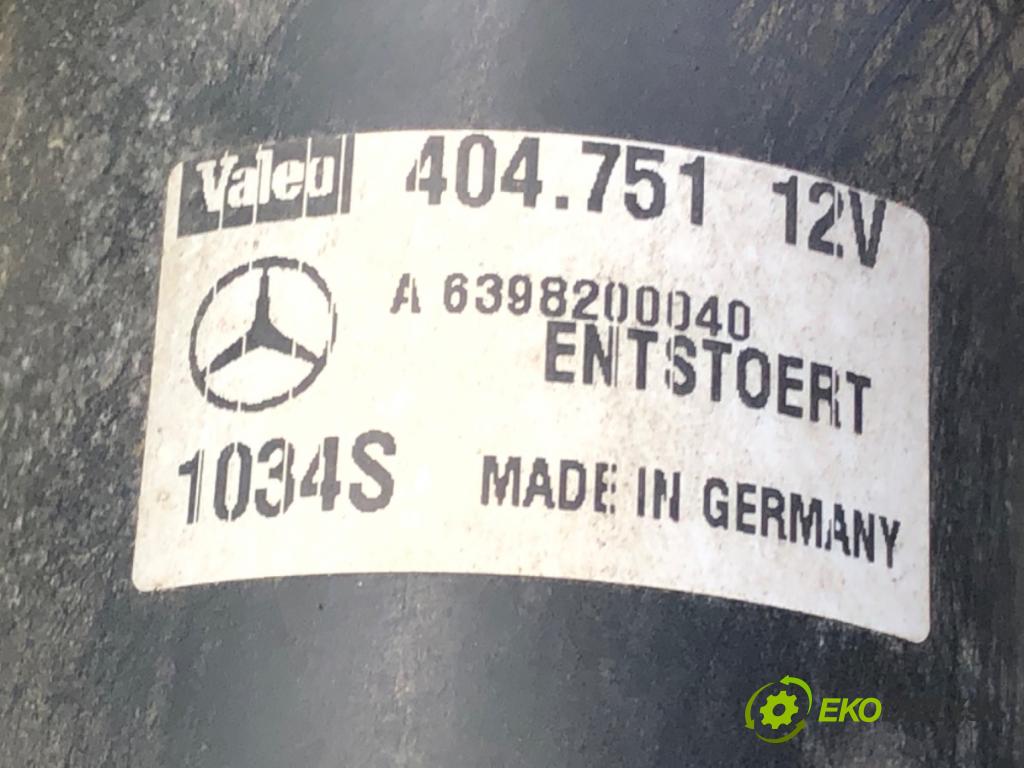 Valeo 404.751 12V
A 6398200040
ENTSTOERT
1034S MADE IN GERMANY
EKO